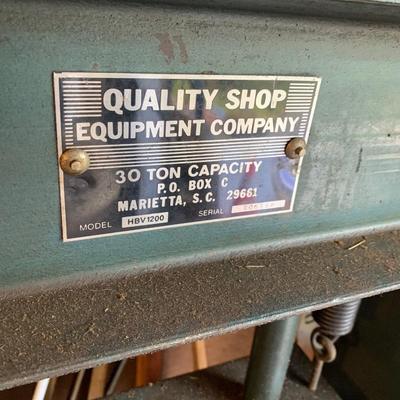 QUALITY SHOP
EQUIPMENT COMPANY
30 TON CAPACITY
P.O. BOX C
MARIETTA, S.C. 29661
MODEL HBV1200 SERIAL